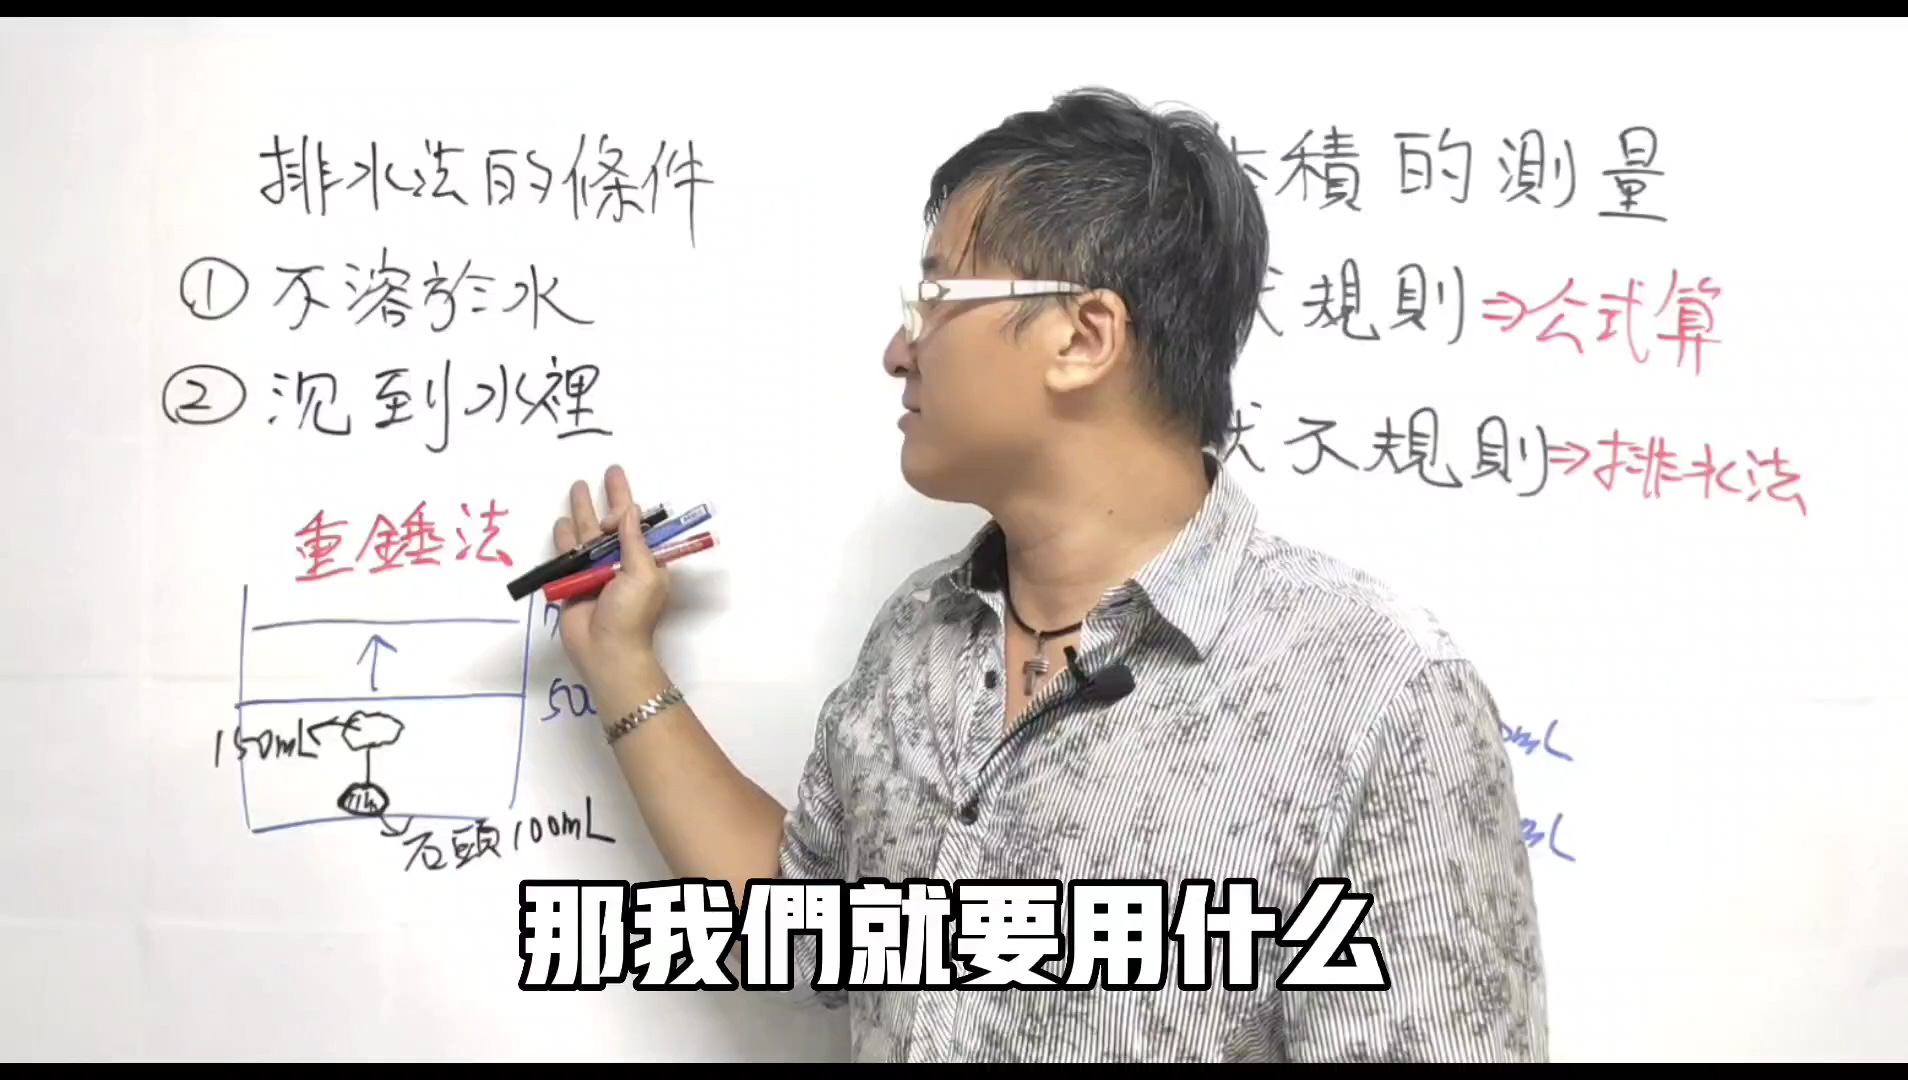 排水法的條件
① 不溶於水
② 沉到水裡
重錘法
150mL
石頭100mL
積的測量
規則⇒公式算
不規則⇒排水法
mL
mL
那我們就要用什么